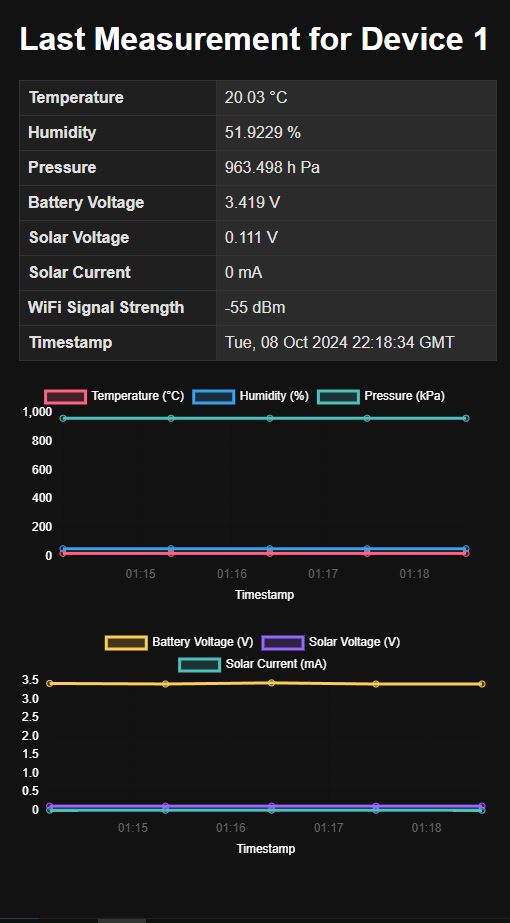 Last Measurement for Device 1
Temperature 20.03 °C
Humidity 51.9229 %
Pressure 963.498 h Pa
Battery Voltage 3.419 V
Solar Voltage 0.111 V
Solar Current 0 mA
WiFi Signal Strength -55 dBm
Timestamp Tue, 08 Oct 2024 22:18:34 GMT
Temperature (°C) Humidity (%) Pressure (kPa)
1,000
800
600
400
200
0
01:15 01:16 01:17 01:18
Timestamp
Battery Voltage (V) Solar Voltage (V)
Solar Current (mA)
3.5
3.0
2.5
2.0
1.5
1.0
0.5
0
01:15 01:16 01:17 01:18
Timestamp